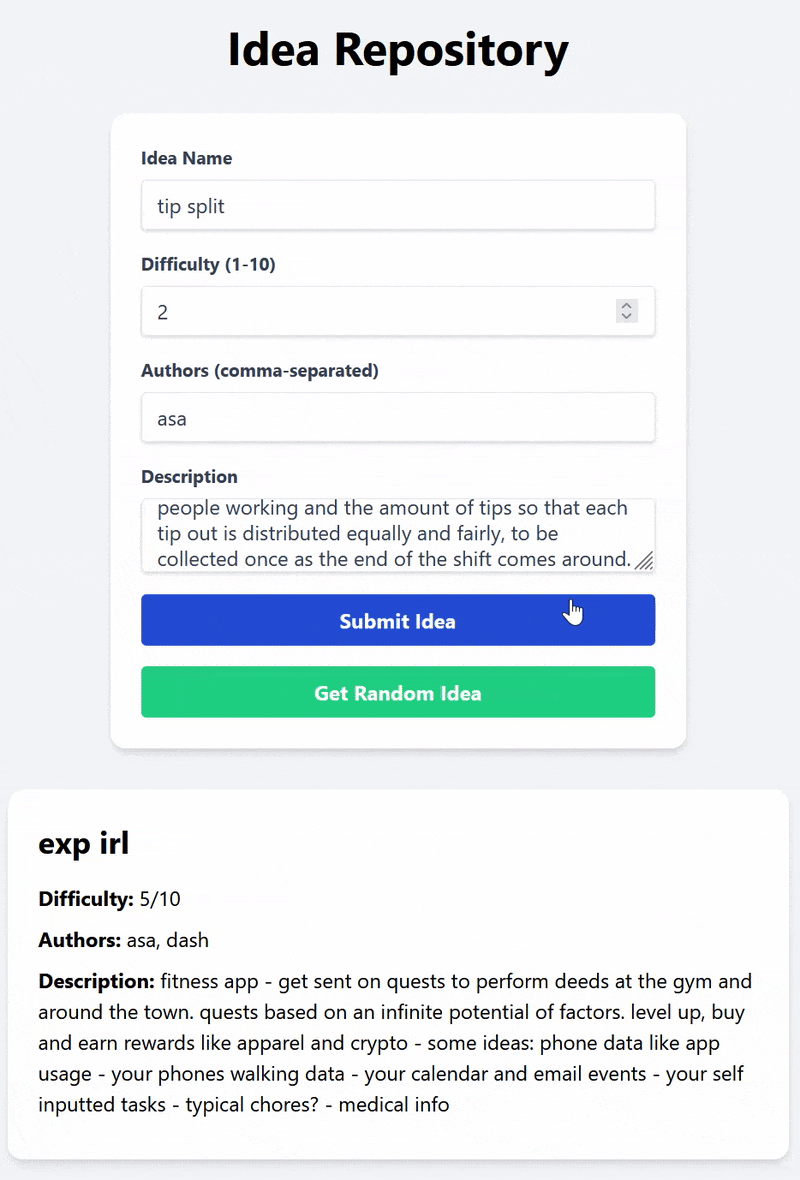 Idea Repository
Idea Name
tip split
Difficulty (1-10)
2
Authors (comma-separated)
asa
Description
people working and the amount of tips so that each
tip out is distributed equally and fairly, to be
collected once as the end of the shift comes around.
Submit Idea
Get Random Idea
exp irl
Difficulty: 5/10
Authors: asa, dash
Description: fitness app - get sent on quests to perform deeds at the gym and
around the town. quests based on an infinite potential of factors. level up, buy
and earn rewards like apparel and crypto - some ideas: phone data like app
usage - your phones walking data - your calendar and email events - your self
inputted tasks - typical chores? - medical info